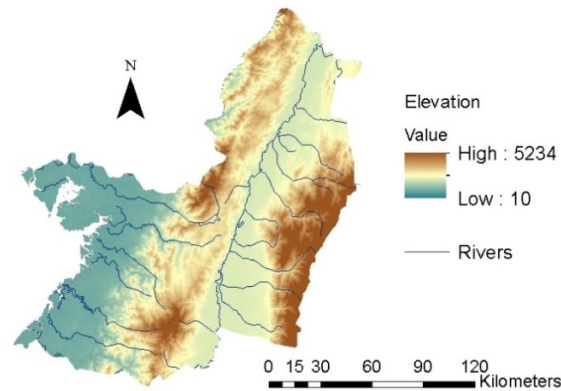 N
Elevation
Value
High : 5234
Low : 10
Rivers
0 15 30 60 90 120
Kilometers